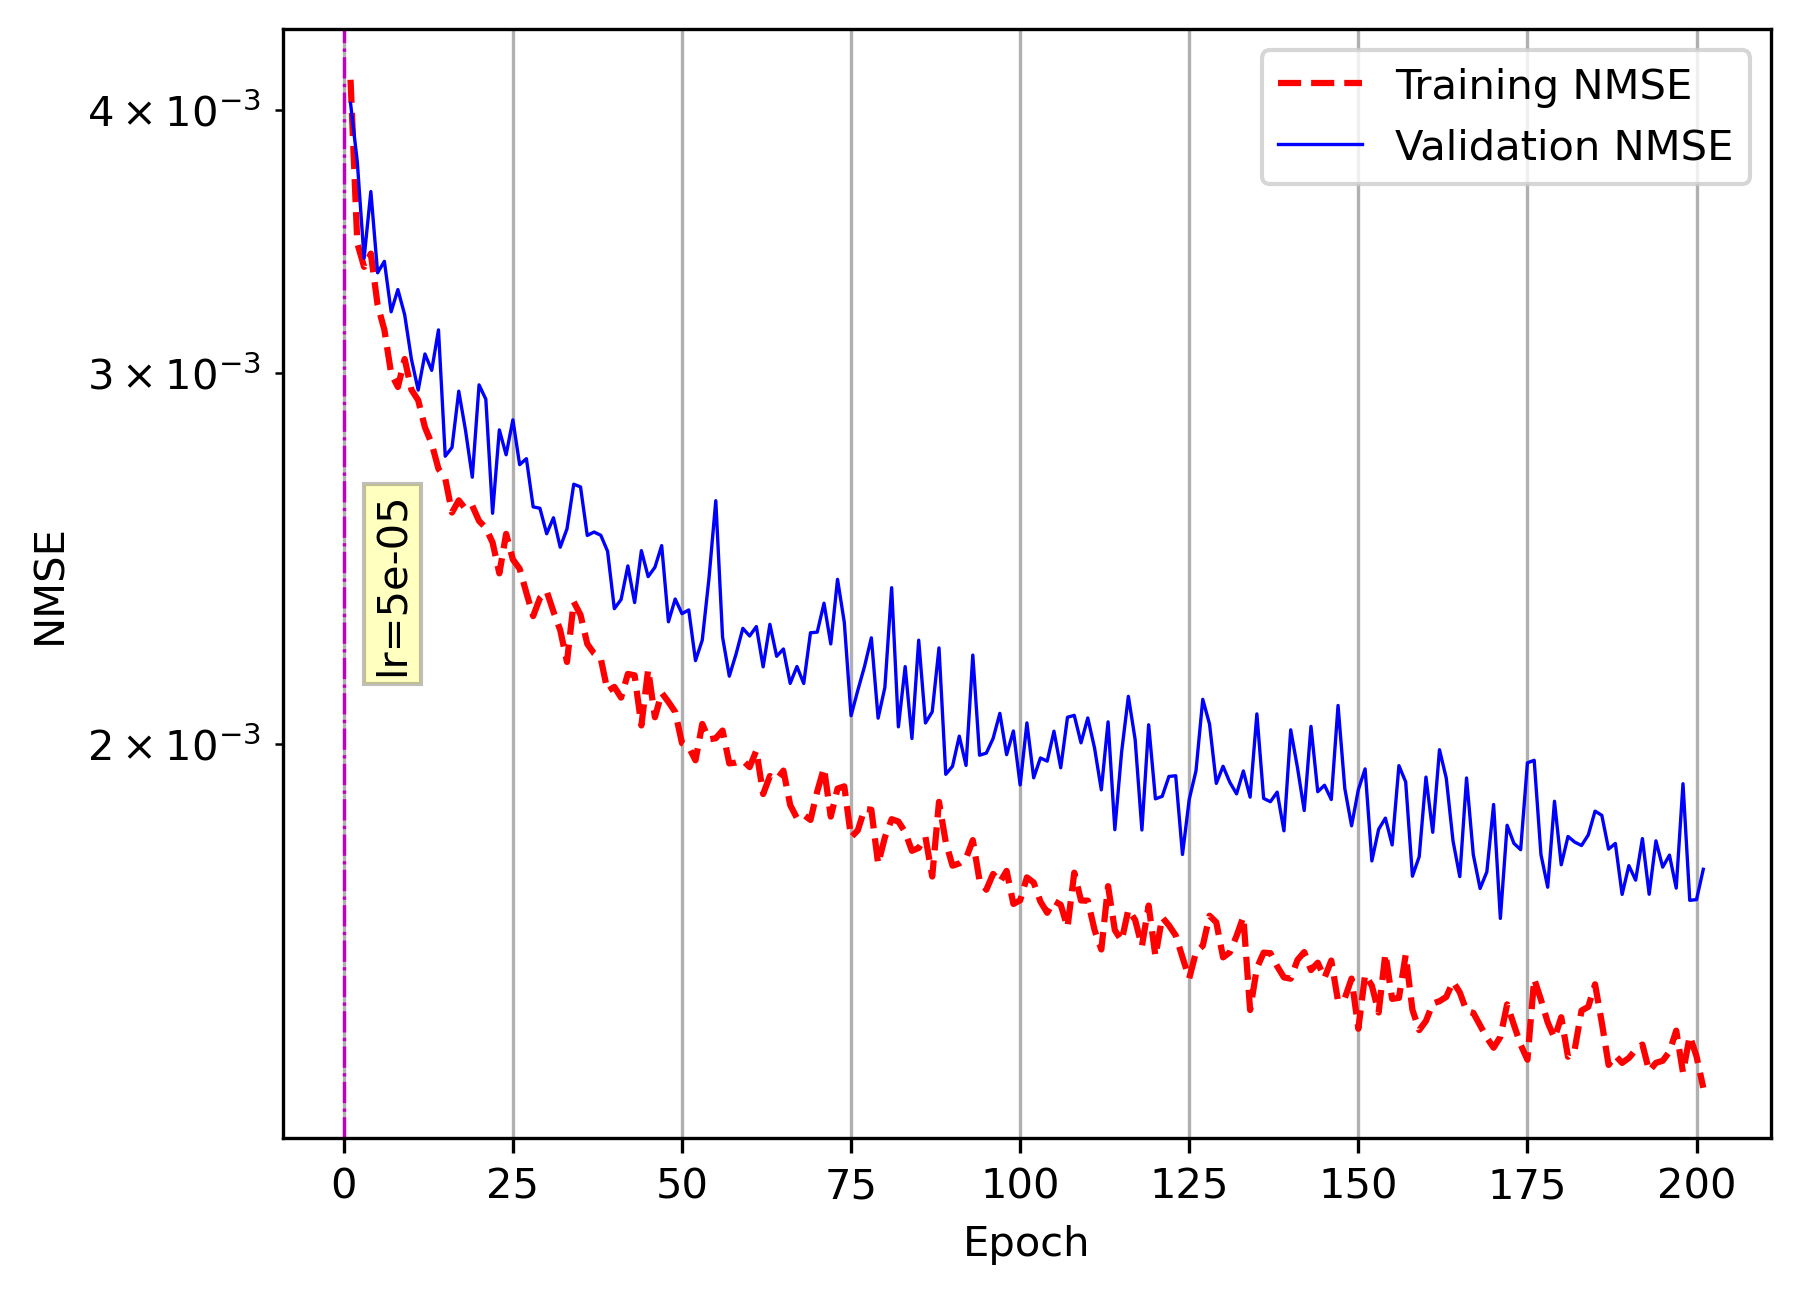 Training NMSE
Validation NMSE
4 × 10⁻³
3 × 10⁻³
2 × 10⁻³
NMSE
lr=5e-05
0 25 50 75 100 125 150 175 200
Epoch